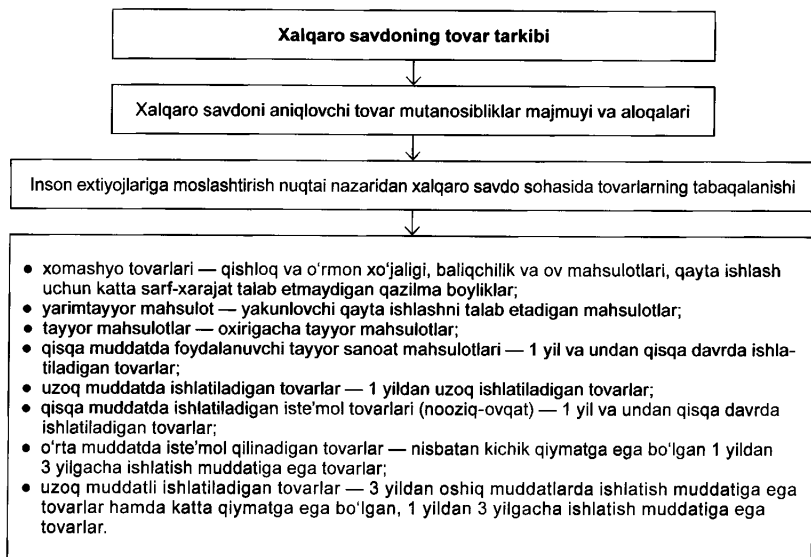 Xalqaro savdoning tovar tarkibi
Xalqaro savdoni aniqlovchi tovar mutanosibliklar majmuyi va aloqalari
Inson extiyojlariga moslashtirish nuqtai nazaridan xalqaro savdo sohasida tovarlarning tabaqalanishi
● xomashyo tovarlari — qishloq va o‘rmon xo‘jaligi, baliqchilik va ov mahsulotlari, qayta ishlash
uchun katta sarf-xarajat talab etmaydigan qazilma boyliklar;
● yarimtayyor mahsulot — yakunlovchi qayta ishlashni talab etadigan mahsulotlar;
● tayyor mahsulotlar — oxirigacha tayyor mahsulotlar;
● qisqa muddatda foydalanuvchi tayyor sanoat mahsulotlari — 1 yil va undan qisqa davrda ishla-
tiladigan tovarlar;
● uzoq muddatda ishlatiladigan tovarlar — 1 yildan uzoq ishlatiladigan tovarlar;
● qisqa muddatda ishlatiladigan iste’mol tovarlari (nooziq-ovqat) — 1 yil va undan qisqa davrda
ishlatiladigan tovarlar;
● o‘rta muddatda iste’mol qilinadigan tovarlar — nisbatan kichik qiymatga ega bo‘lgan 1 yildan
3 yilgacha ishlatish muddatiga ega tovarlar;
● uzoq muddatli ishlatiladigan tovarlar — 3 yildan oshiq muddatlarda ishlatish muddatiga ega
tovarlar hamda katta qiymatga ega bo‘lgan, 1 yildan 3 yilgacha ishlatish muddatiga ega
tovarlar.